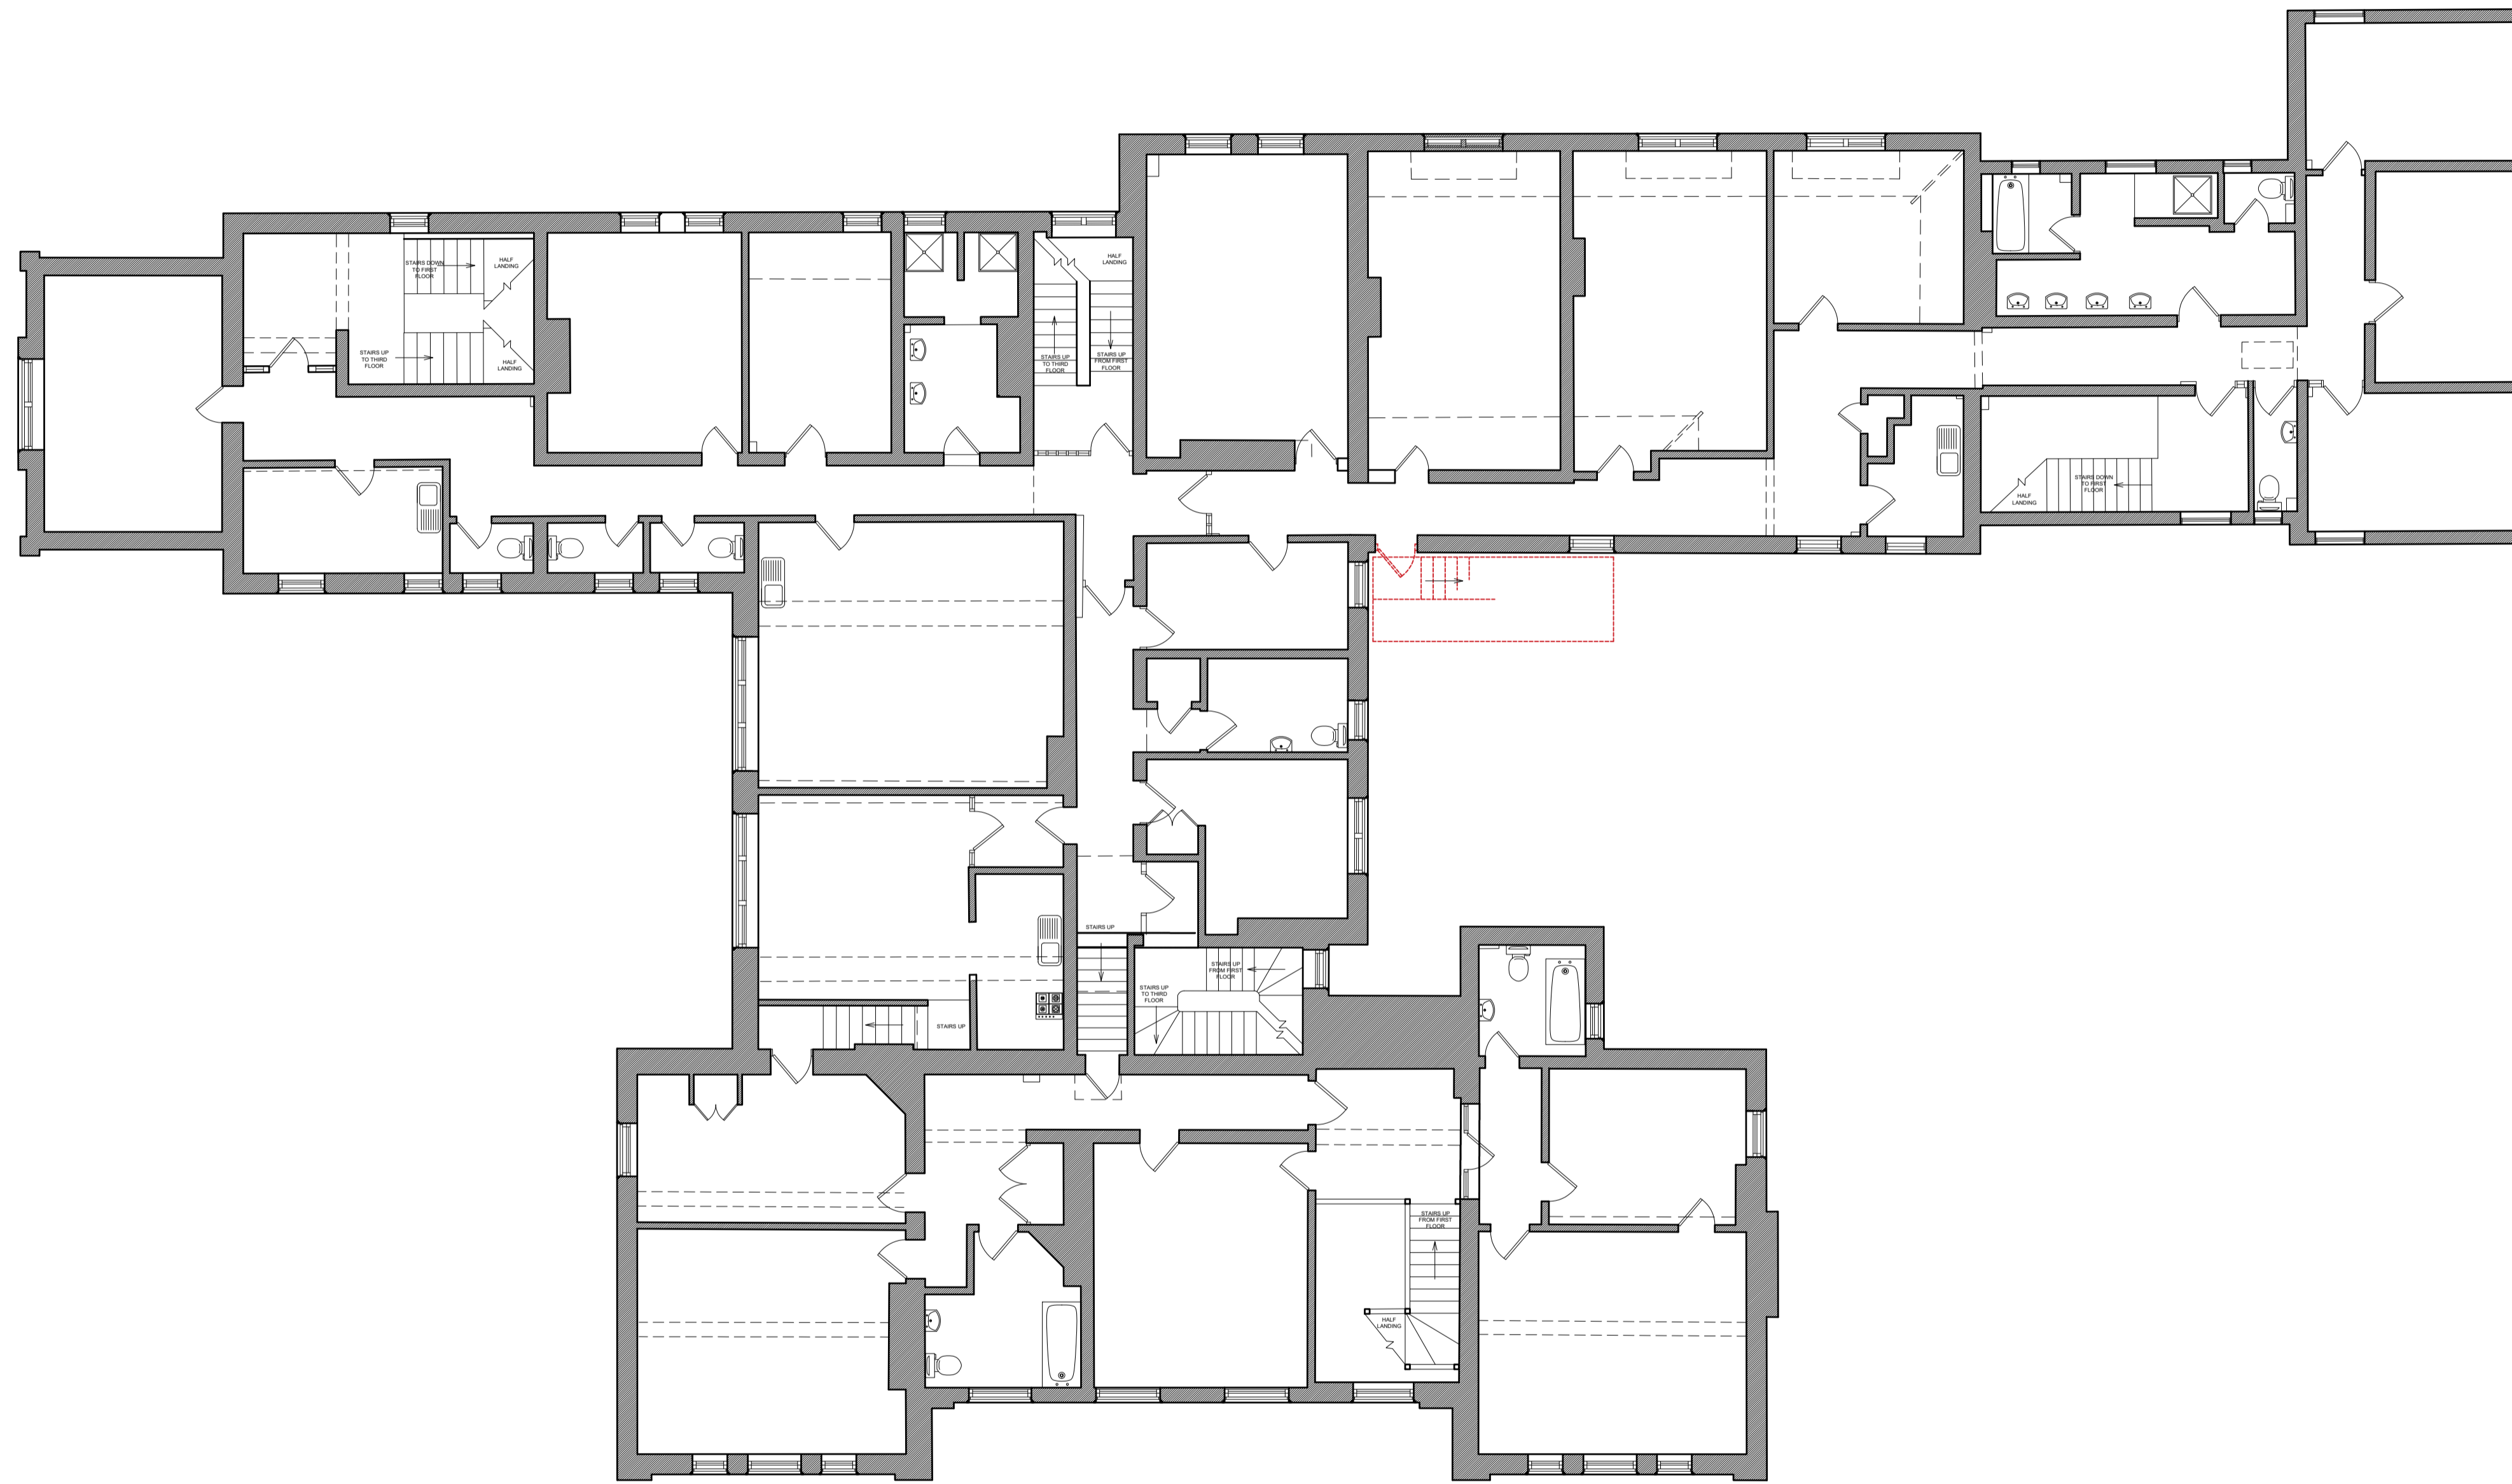 STAIRS DOWN
TO FIRST
FLOOR
HALF
LANDING
STAIRS UP
TO THIRD
FLOOR
HALF
LANDING
HALF
LANDING
STAIRS UP
TO THIRD
FLOOR
STAIRS UP
FROM FIRST
FLOOR
STAIRS DOWN
TO FIRST
FLOOR
HALF
LANDING
STAIRS UP
STAIRS UP
FROM FIRST
FLOOR
STAIRS UP
TO THIRD
FLOOR
STAIRS UP
STAIRS UP
FROM FIRST
FLOOR
HALF
LANDING